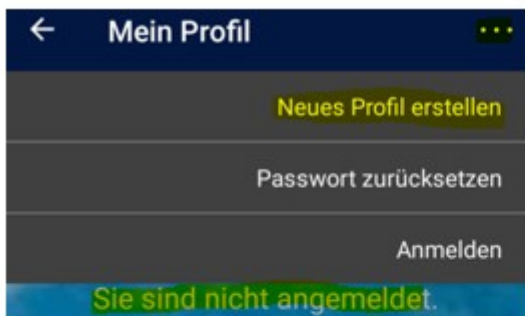 Mein Profil
Neues Profil erstellen
Passwort zurücksetzen
Anmelden
Sie sind nicht angemeldet.